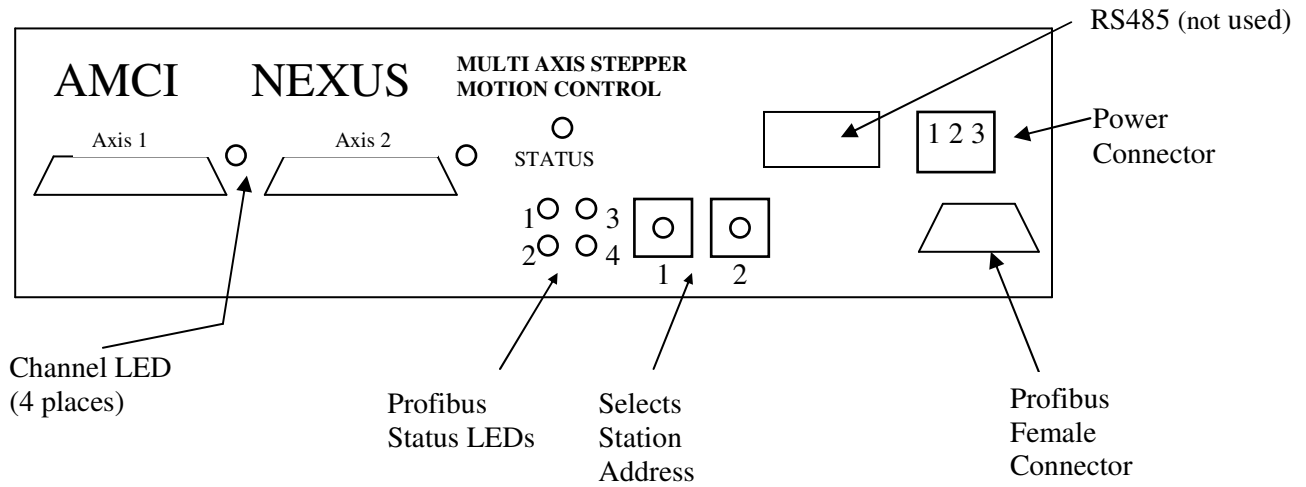 RS485 (not used)
AMCI NEXUS
MULTI AXIS STEPPER
MOTION CONTROL
Axis 1
Axis 2
STATUS
1 2 3
Power
Connector
1 3
2 4
1 2
Channel LED
(4 places)
Profibus
Status LEDs
Selects
Station
Address
Profibus
Female
Connector